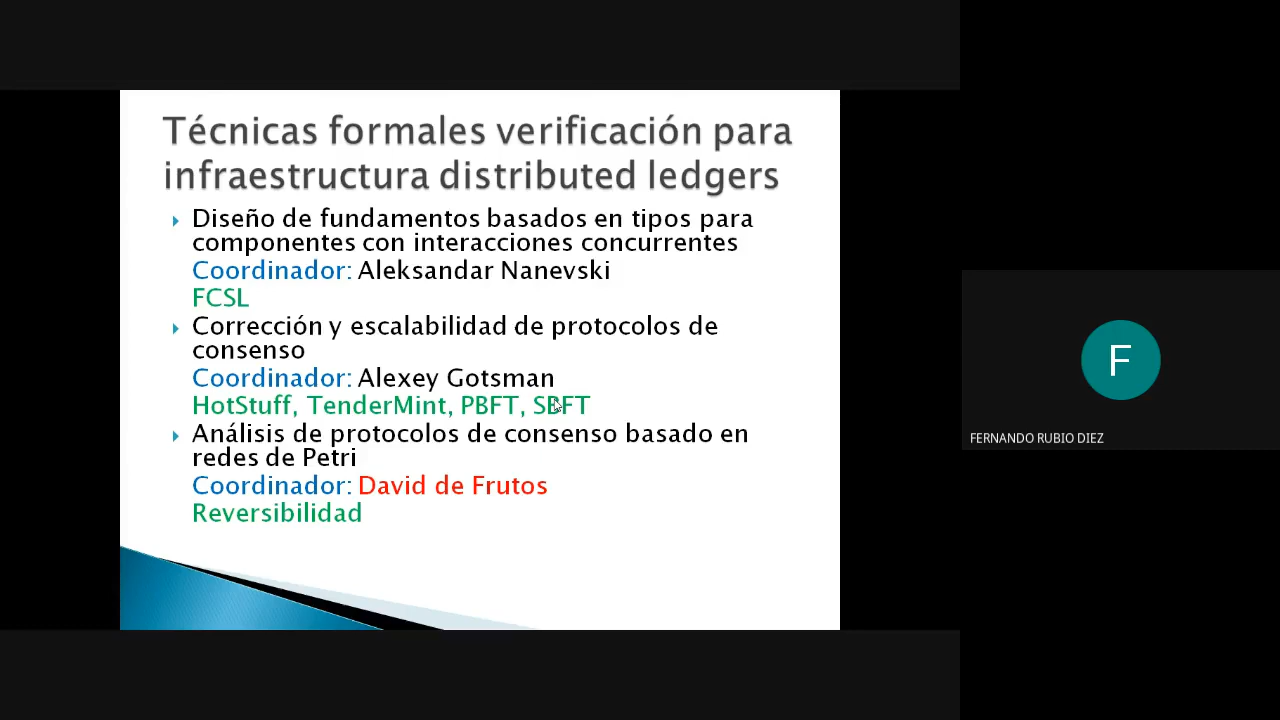 Técnicas formales verificación para
infraestructura distributed ledgers
Diseño de fundamentos basados en tipos para
componentes con interacciones concurrentes
Coordinador: Aleksandar Nanevski
FCSL
Corrección y escalabilidad de protocolos de
consenso
Coordinador: Alexey Gotsman
HotStuff, TenderMint, PBFT, SBFT
Análisis de protocolos de consenso basado en
redes de Petri
Coordinador: David de Frutos
Reversibilidad
F
FERNANDO RUBIO DIEZ